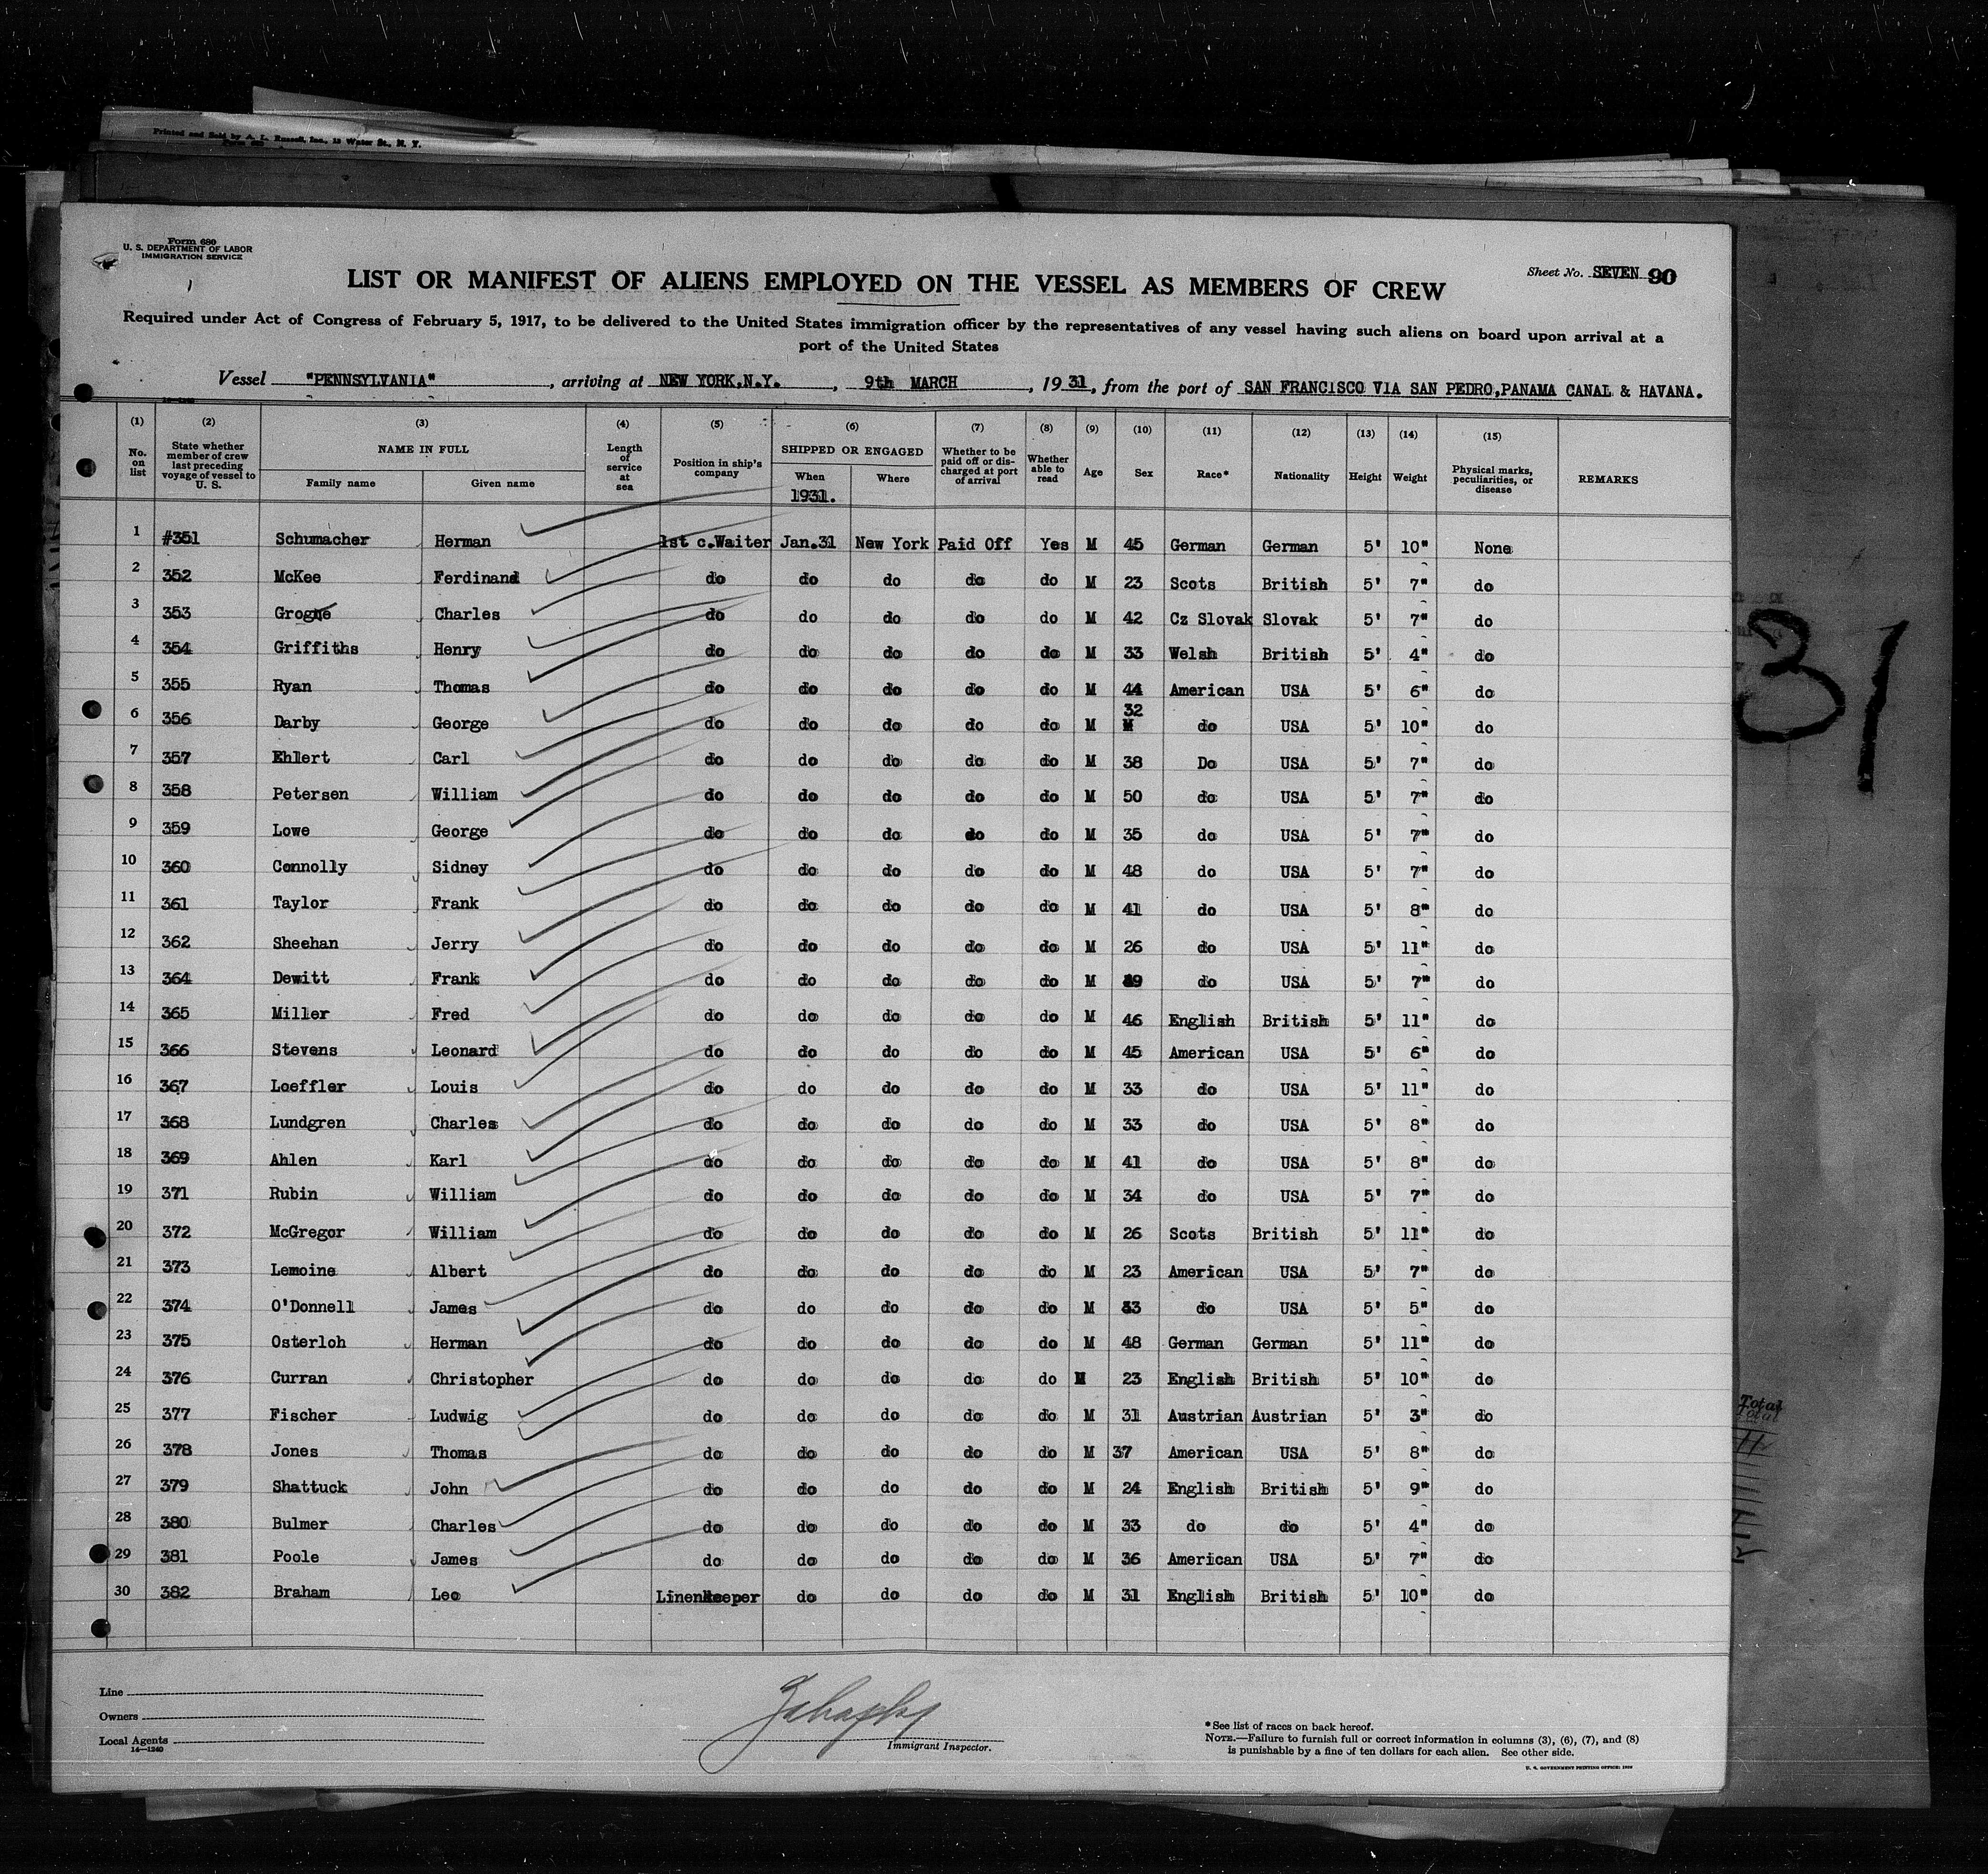 Printed and Sold by A. L. Russell, Inc., 13 Water St., N. Y.
Form 680
U. S. DEPARTMENT OF LABOR
IMMIGRATION SERVICE
Sheet No. SEVEN 90
LIST OR MANIFEST OF ALIENS EMPLOYED ON THE VESSEL AS MEMBERS OF CREW
Required under Act of Congress of February 5, 1917, to be delivered to the United States immigration officer by the representatives of any vessel having such aliens on board upon arrival at a
port of the United States
Vessel "PENNSYLVANIA", arriving at NEW YORK,N.Y., 9th MARCH, 1931, from the port of SAN FRANCISCO VIA SAN PEDRO,PANAMA CANAL & HAVANA.
(1) (2) (3) (4) (5) (6) (7) (8) (9) (10) (11) (12) (13) (14) (15)
No. on list | State whether member of crew last preceding voyage of vessel to U. S. | NAME IN FULL Family name Given name | Length of service at sea | Position in ship's company | SHIPPED OR ENGAGED When Where | Whether to be paid off or discharged at port of arrival | Whether able to read | Age | Sex | Race* | Nationality | Height | Weight | Physical marks, peculiarities, or disease | REMARKS
1931.
1 #351 Schumacher Herman 1st c.Waiter Jan.31 New York Paid Off Yes M 45 German German 5' 10" None
2 352 McKee Ferdinand do do do do do M 23 Scots British 5' 7" do
3 353 Grogne Charles do do do do do M 42 Cz Slovak Slovak 5' 7" do
4 354 Griffiths Henry do do do do do M 33 Welsh British 5' 4" do
5 355 Ryan Thomas do do do do do M 44 American USA 5' 6" do
6 356 Darby George do do do do do M 32 do USA 5' 10" do
7 357 Ehlert Carl do do do do do M 38 Do USA 5' 7" do
8 358 Petersen William do do do do do M 50 do USA 5' 7" do
9 359 Lowe George do do do do do M 35 do USA 5' 7" do
10 360 Connolly Sidney do do do do do M 48 do USA 5' 7" do
11 361 Taylor Frank do do do do do M 41 do USA 5' 8" do
12 362 Sheehan Jerry do do do do do M 26 do USA 5' 11" do
13 364 Dewitt Frank do do do do do M do USA 5' 7" do
14 365 Miller Fred do do do do do M 46 English British 5' 11" do
15 366 Stevens Leonard do do do do do M 45 American USA 5' 6" do
16 367 Loeffler Louis do do do do do M 33 do USA 5' 11" do
17 368 Lundgren Charles do do do do do M 33 do USA 5' 8" do
18 369 Ahlen Karl do do do do do M 41 do USA 5' 8" do
19 371 Rubin William do do do do do M 34 do USA 5' 7" do
20 372 McGregor William do do do do do M 26 Scots British 5' 11" do
21 373 Lemoine Albert do do do do do M 23 American USA 5' 7" do
22 374 O'Donnell James do do do do do M do USA 5' 5" do
23 375 Osterloh Herman do do do do do M 48 German German 5' 11" do
24 376 Curran Christopher do do do do do M 23 English British 5' 10" do
25 377 Fischer Ludwig do do do do do M 31 Austrian Austrian 5' 3" do
26 378 Jones Thomas do do do do do M 37 American USA 5' 8" do
27 379 Shattuck John do do do do do M 24 English British 5' 9" do
28 380 Bulmer Charles do do do do do M 33 do do 5' 4" do
29 381 Poole James do do do do do M 36 American USA 5' 7" do
30 382 Braham Leo Linenkeeper do do do do M 31 English British 5' 10" do
31
Total
Line
Owners
Local Agents
14—1240
Immigrant Inspector.
*See list of races on back hereof.
NOTE.—Failure to furnish full or correct information in columns (3), (6), (7), and (8)
is punishable by a fine of ten dollars for each alien. See other side.
U. S. GOVERNMENT PRINTING OFFICE: